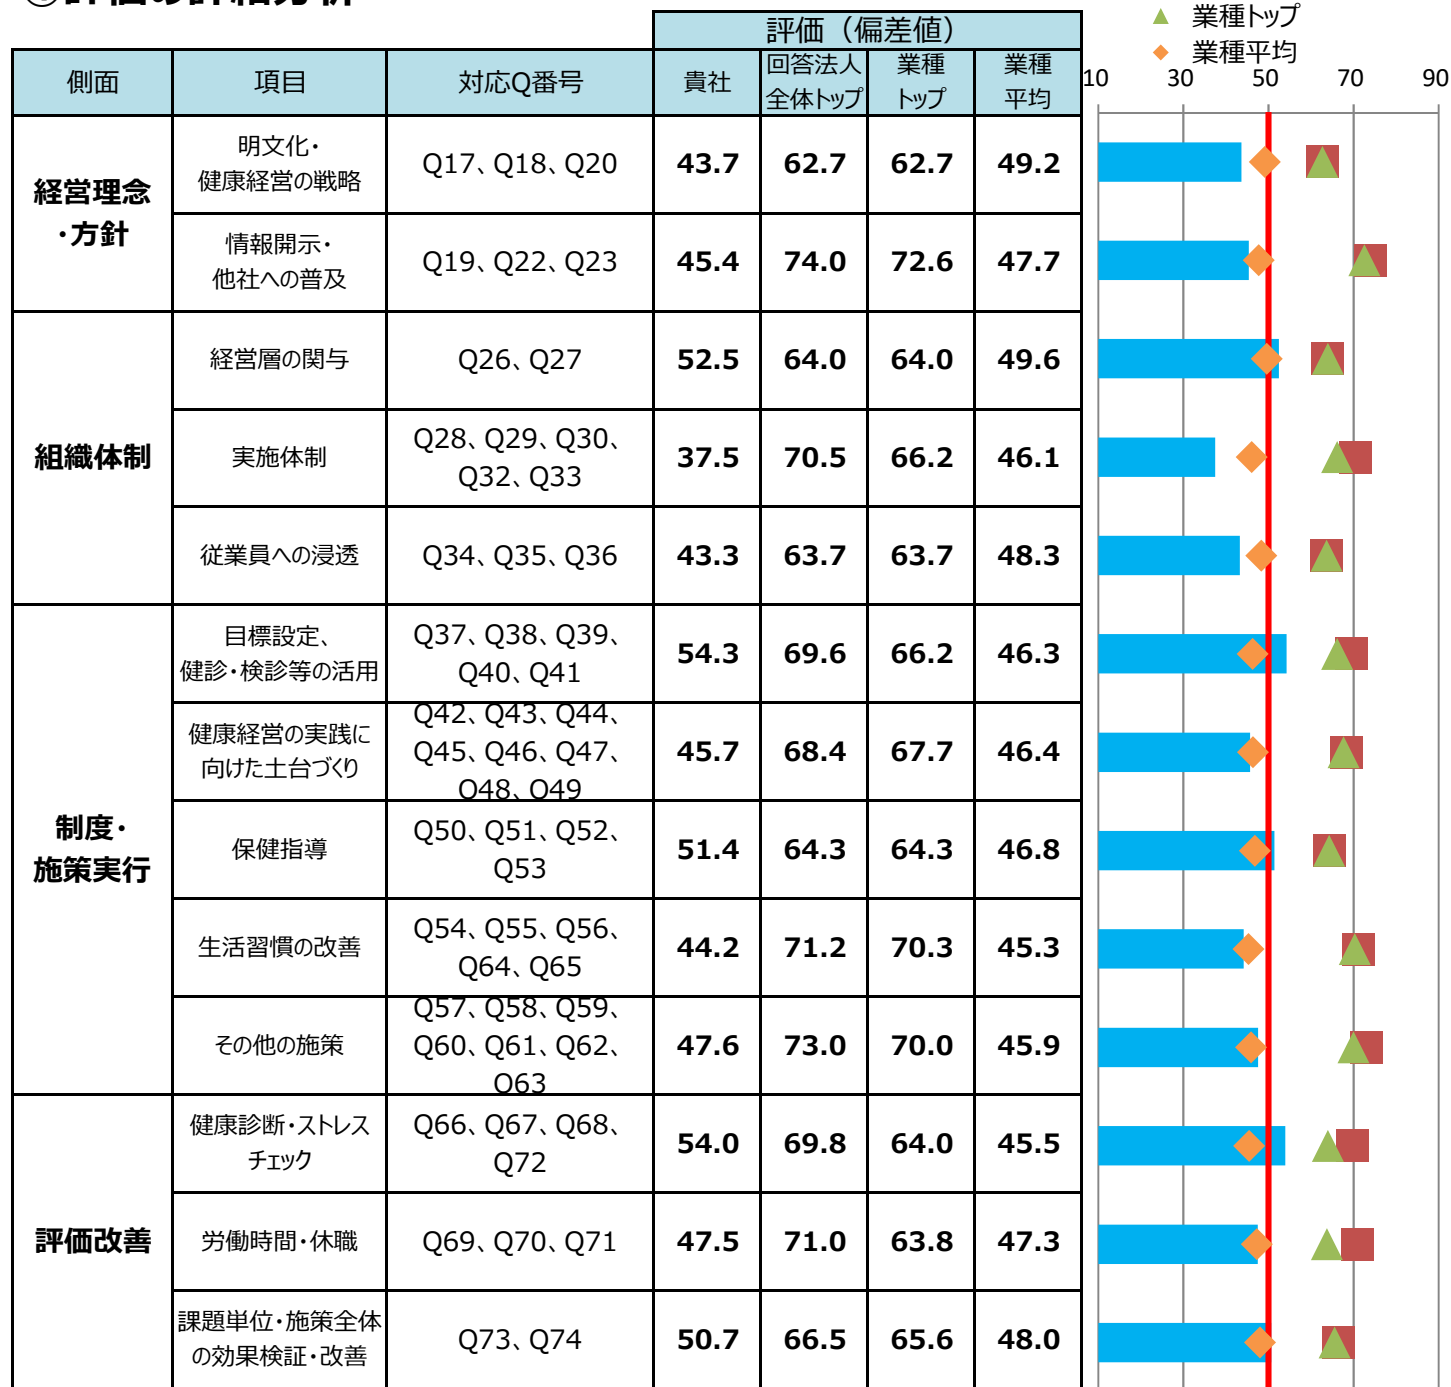 評価（偏差値）
▲ 業種トップ
◆ 業種平均
側面 項目 対応Q番号 貴社 回答法人 業種 業種
全体トップ トップ 平均
10 30 50 70 90
経営理念
・方針
明文化・
健康経営の戦略
Q17、Q18、Q20 43.7 62.7 62.7 49.2
情報開示・
他社への普及
Q19、Q22、Q23 45.4 74.0 72.6 47.7
組織体制
経営層の関与 Q26、Q27 52.5 64.0 64.0 49.6
実施体制
Q28、Q29、Q30、
Q32、Q33
37.5 70.5 66.2 46.1
従業員への浸透 Q34、Q35、Q36 43.3 63.7 63.7 48.3
制度・
施策実行
目標設定、
健診・検診等の活用
Q37、Q38、Q39、
Q40、Q41
54.3 69.6 66.2 46.3
健康経営の実践に
向けた土台づくり
Q42、Q43、Q44、
Q45、Q46、Q47、
Q48、Q49
45.7 68.4 67.7 46.4
保健指導
Q50、Q51、Q52、
Q53
51.4 64.3 64.3 46.8
生活習慣の改善
Q54、Q55、Q56、
Q64、Q65
44.2 71.2 70.3 45.3
その他の施策
Q57、Q58、Q59、
Q60、Q61、Q62、
Q63
47.6 73.0 70.0 45.9
評価改善
健康診断・ストレス
チェック
Q66、Q67、Q68、
Q72
54.0 69.8 64.0 45.5
労働時間・休職 Q69、Q70、Q71 47.5 71.0 63.8 47.3
課題単位・施策全体
の効果検証・改善
Q73、Q74 50.7 66.5 65.6 48.0